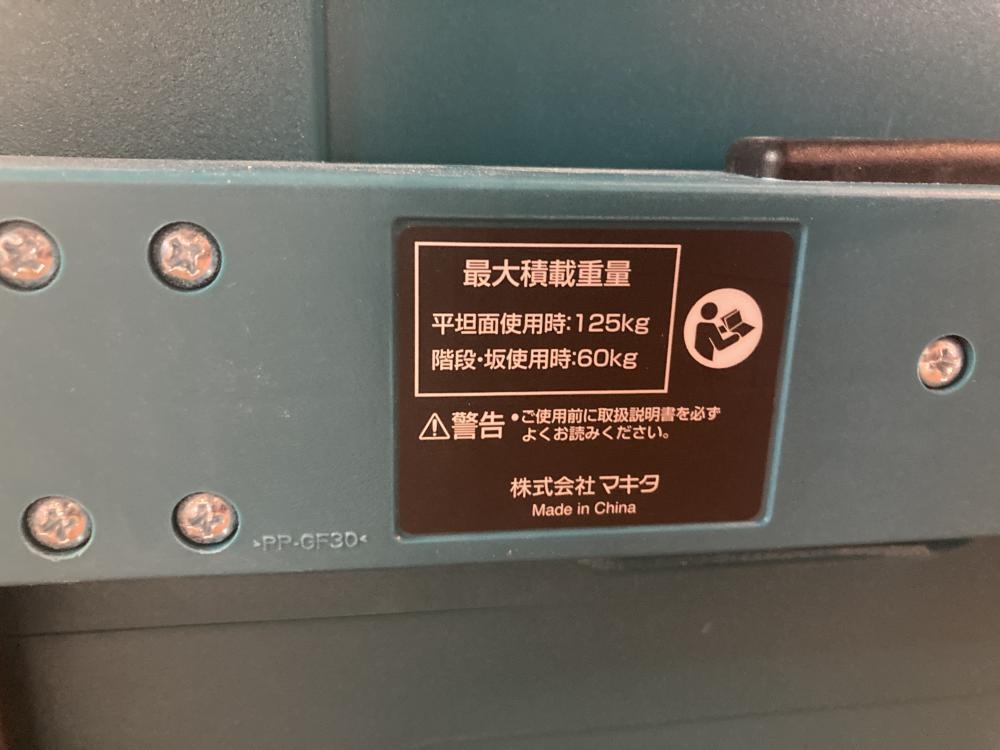 最大積載重量
平坦面使用時:125kg
階段・坂使用時:60kg
⚠警告 •ご使用前に取扱説明書を必ず
よくお読みください。
株式会社 マキタ
Made in China
>PP-GF30<